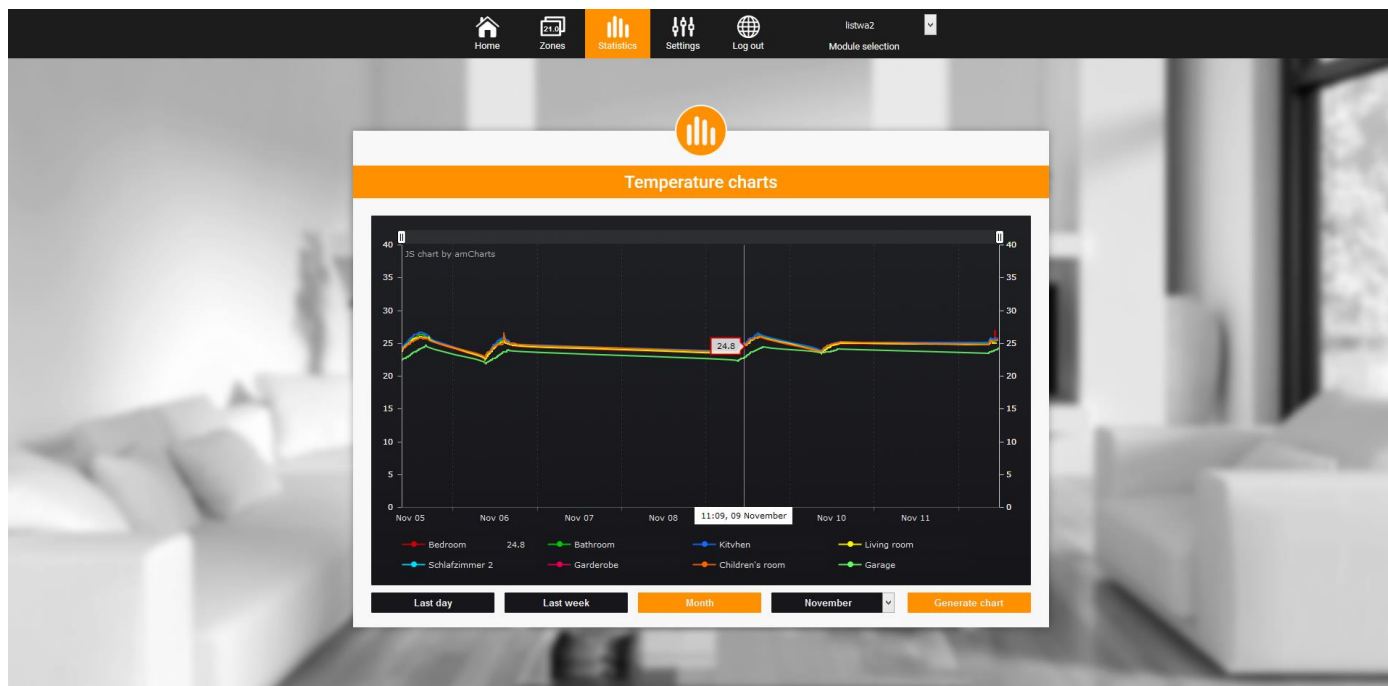 listwa2
21.0
Home Zones Statistics Settings Log out Module selection
Temperature charts
40 40
JS chart by amCharts
35 35
30 30
25 24.8 25
20 20
15 15
10 10
5 5
0 0
Nov 05 Nov 06 Nov 07 Nov 08 11:09, 09 November Nov 10 Nov 11
Bedroom 24.8 Bathroom Kitvhen Living room
Schlafzimmer 2 Garderobe Children's room Garage
Last day Last week Month November Generate chart